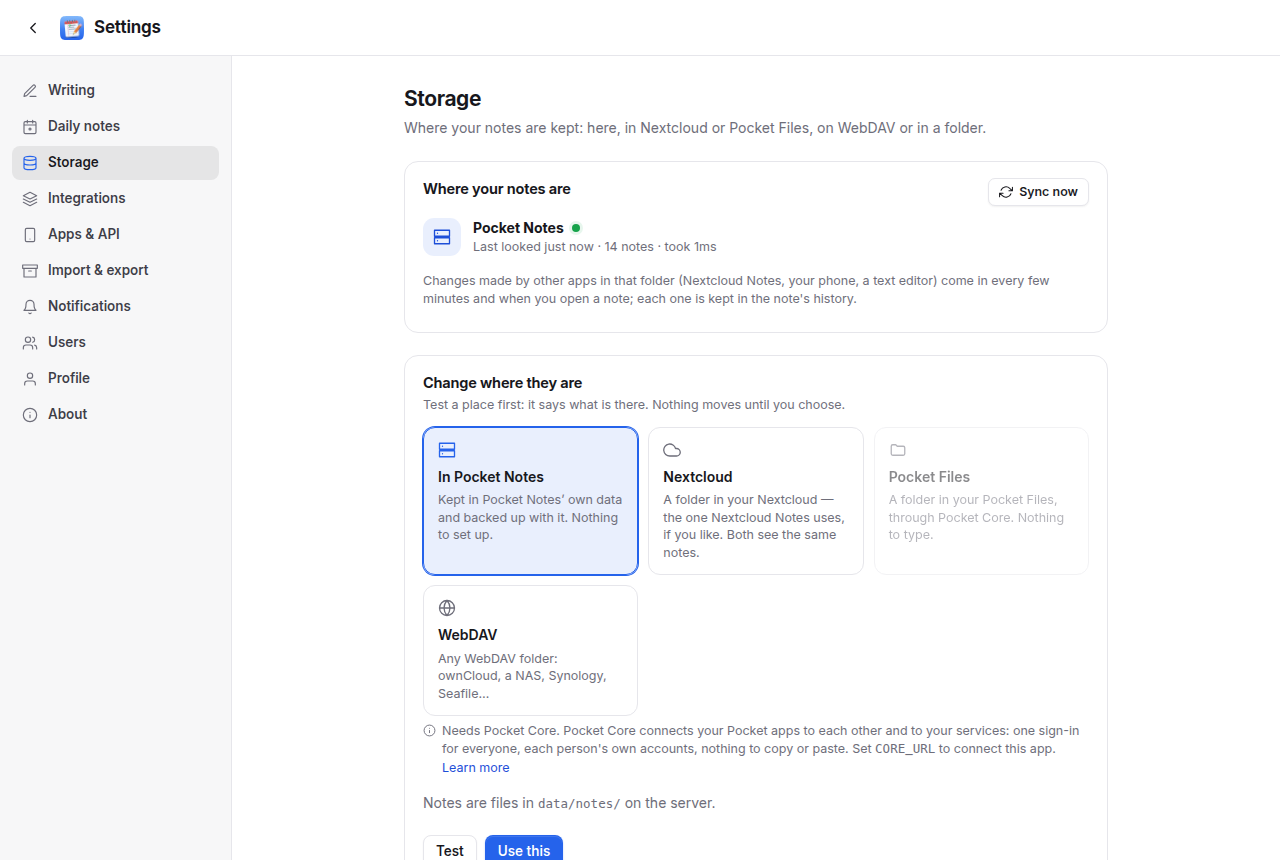 Settings
Writing
Daily notes
Storage
Integrations
Apps & API
Import & export
Notifications
Users
Profile
About
Storage
Where your notes are kept: here, in Nextcloud or Pocket Files, on WebDAV or in a folder.
Where your notes are
Sync now
Pocket Notes
Last looked just now · 14 notes · took 1ms
Changes made by other apps in that folder (Nextcloud Notes, your phone, a text editor) come in every few
minutes and when you open a note; each one is kept in the note's history.
Change where they are
Test a place first: it says what is there. Nothing moves until you choose.
In Pocket Notes
Kept in Pocket Notes’ own data
and backed up with it. Nothing
to set up.
Nextcloud
A folder in your Nextcloud —
the one Nextcloud Notes uses,
if you like. Both see the same
notes.
Pocket Files
A folder in your Pocket Files,
through Pocket Core. Nothing
to type.
WebDAV
Any WebDAV folder:
ownCloud, a NAS, Synology,
Seafile…
Needs Pocket Core. Pocket Core connects your Pocket apps to each other and to your services: one sign-in
for everyone, each person's own accounts, nothing to copy or paste. Set CORE_URL to connect this app.
Learn more
Notes are files in data/notes/ on the server.
Test
Use this